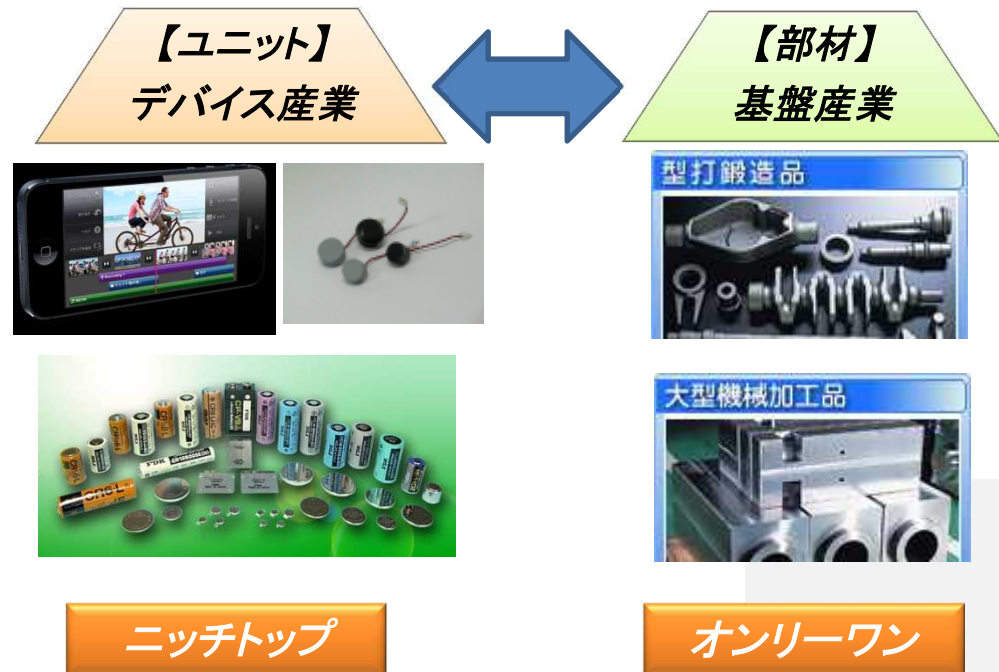 【ユニット】
デバイス産業
【部材】
基盤産業
型打鍛造品
大型機械加工品
CR8-L
FDK
ニッチトップ
オンリーワン